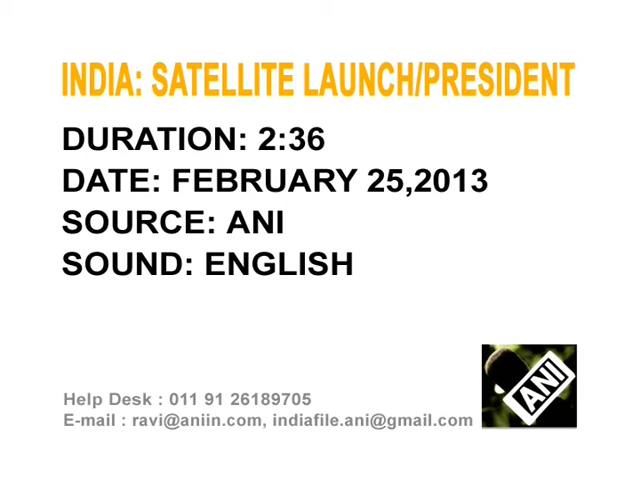 INDIA: SATELLITE LAUNCH/PRESIDENT
DURATION: 2:36
DATE: FEBRUARY 25,2013
SOURCE: ANI
SOUND: ENGLISH
Help Desk : 011 91 26189705
E-mail : ravi@aniin.com, indiafile.ani@gmail.com
ANI